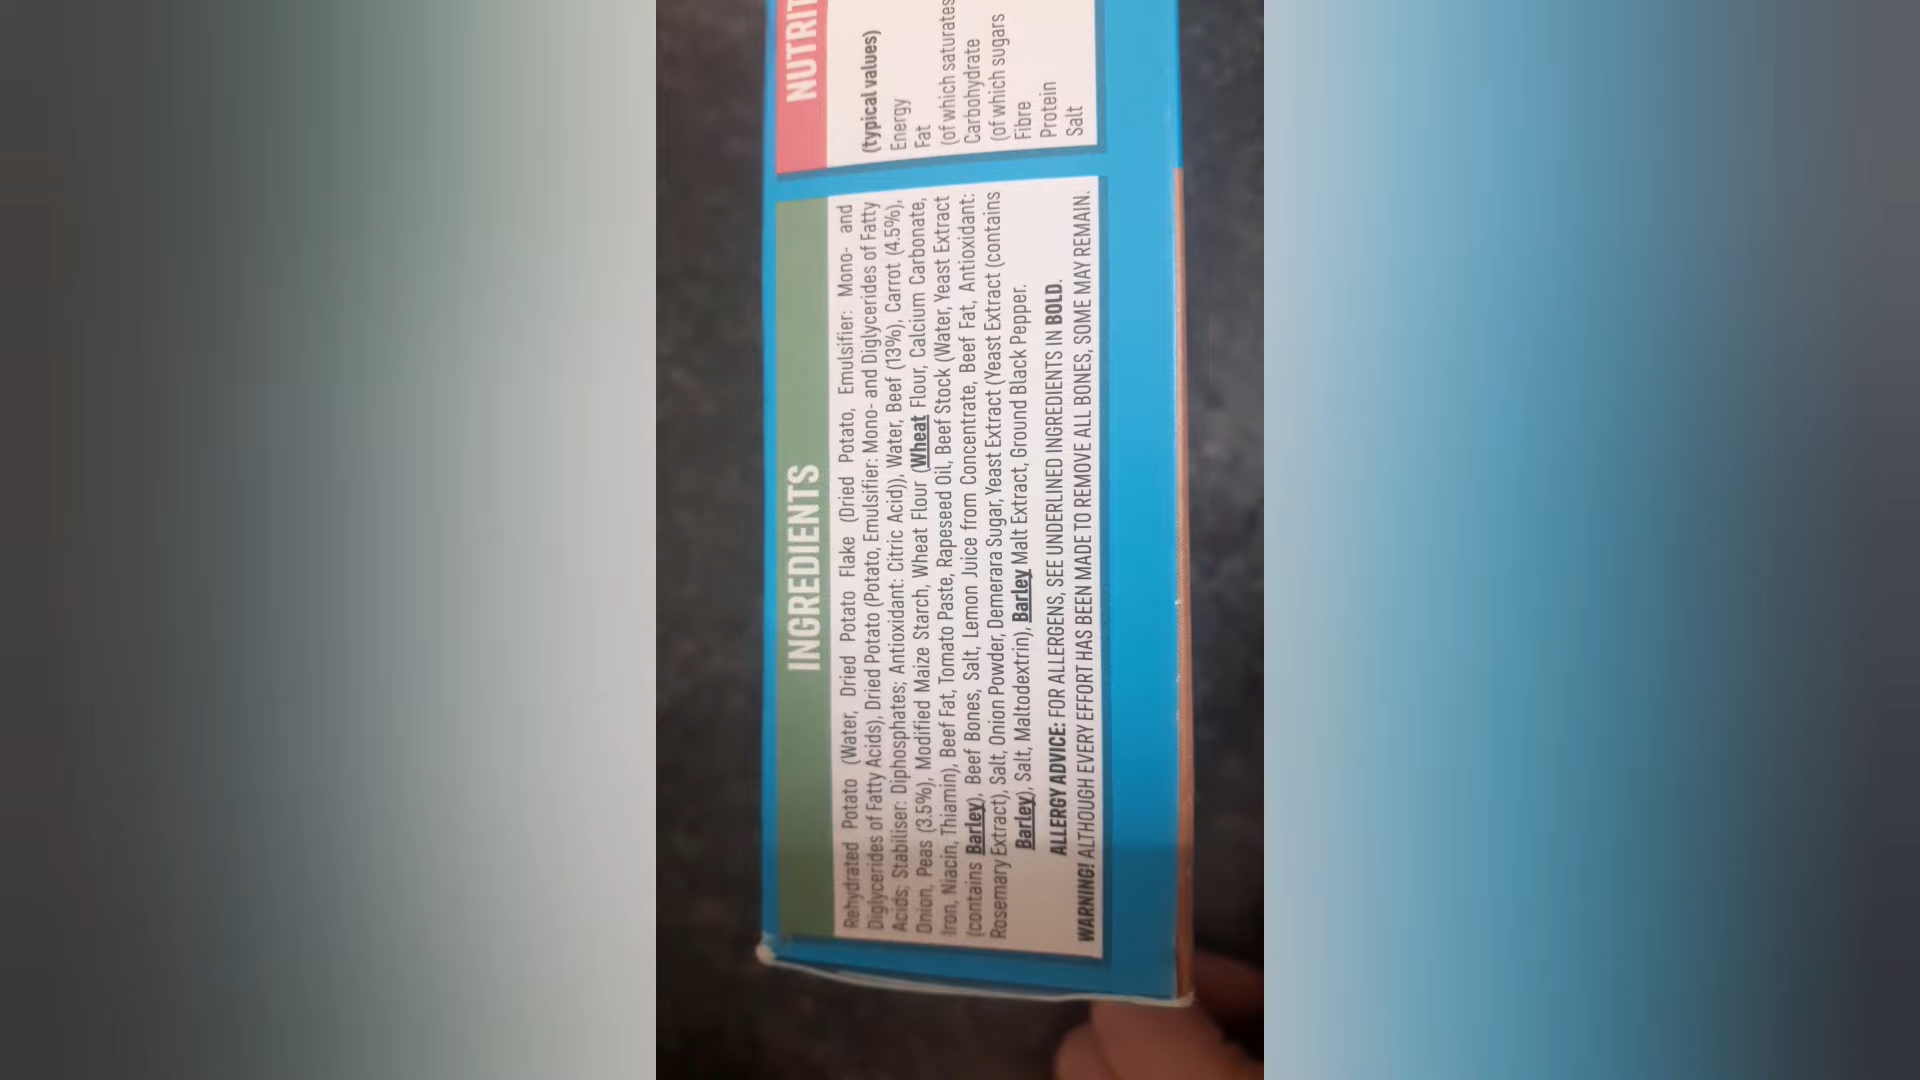 INGREDIENTS
Rehydrated Potato (Water, Dried Potato Flake (Dried Potato, Emulsifier: Mono- and
Diglycerides of Fatty Acids), Dried Potato (Potato, Emulsifier: Mono- and Diglycerides of Fatty
Acids; Stabiliser: Diphosphates; Antioxidant: Citric Acid)), Water, Beef (13%), Carrot (4.5%),
Onion, Peas (3.5%), Modified Maize Starch, Wheat Flour (Wheat Flour, Calcium Carbonate,
Iron, Niacin, Thiamin), Beef Fat, Tomato Paste, Rapeseed Oil, Beef Stock (Water, Yeast Extract
(contains Barley), Beef Bones, Salt, Lemon Juice from Concentrate, Beef Fat, Antioxidant:
Rosemary Extract), Salt, Onion Powder, Demerara Sugar, Yeast Extract (Yeast Extract (contains
Barley), Salt, Maltodextrin), Barley Malt Extract, Ground Black Pepper.
ALLERGY ADVICE: FOR ALLERGENS, SEE UNDERLINED INGREDIENTS IN BOLD.
WARNING! ALTHOUGH EVERY EFFORT HAS BEEN MADE TO REMOVE ALL BONES, SOME MAY REMAIN.
NUTRIT
(typical values)
Energy
Fat
(of which saturates
Carbohydrate
(of which sugars
Fibre
Protein
Salt